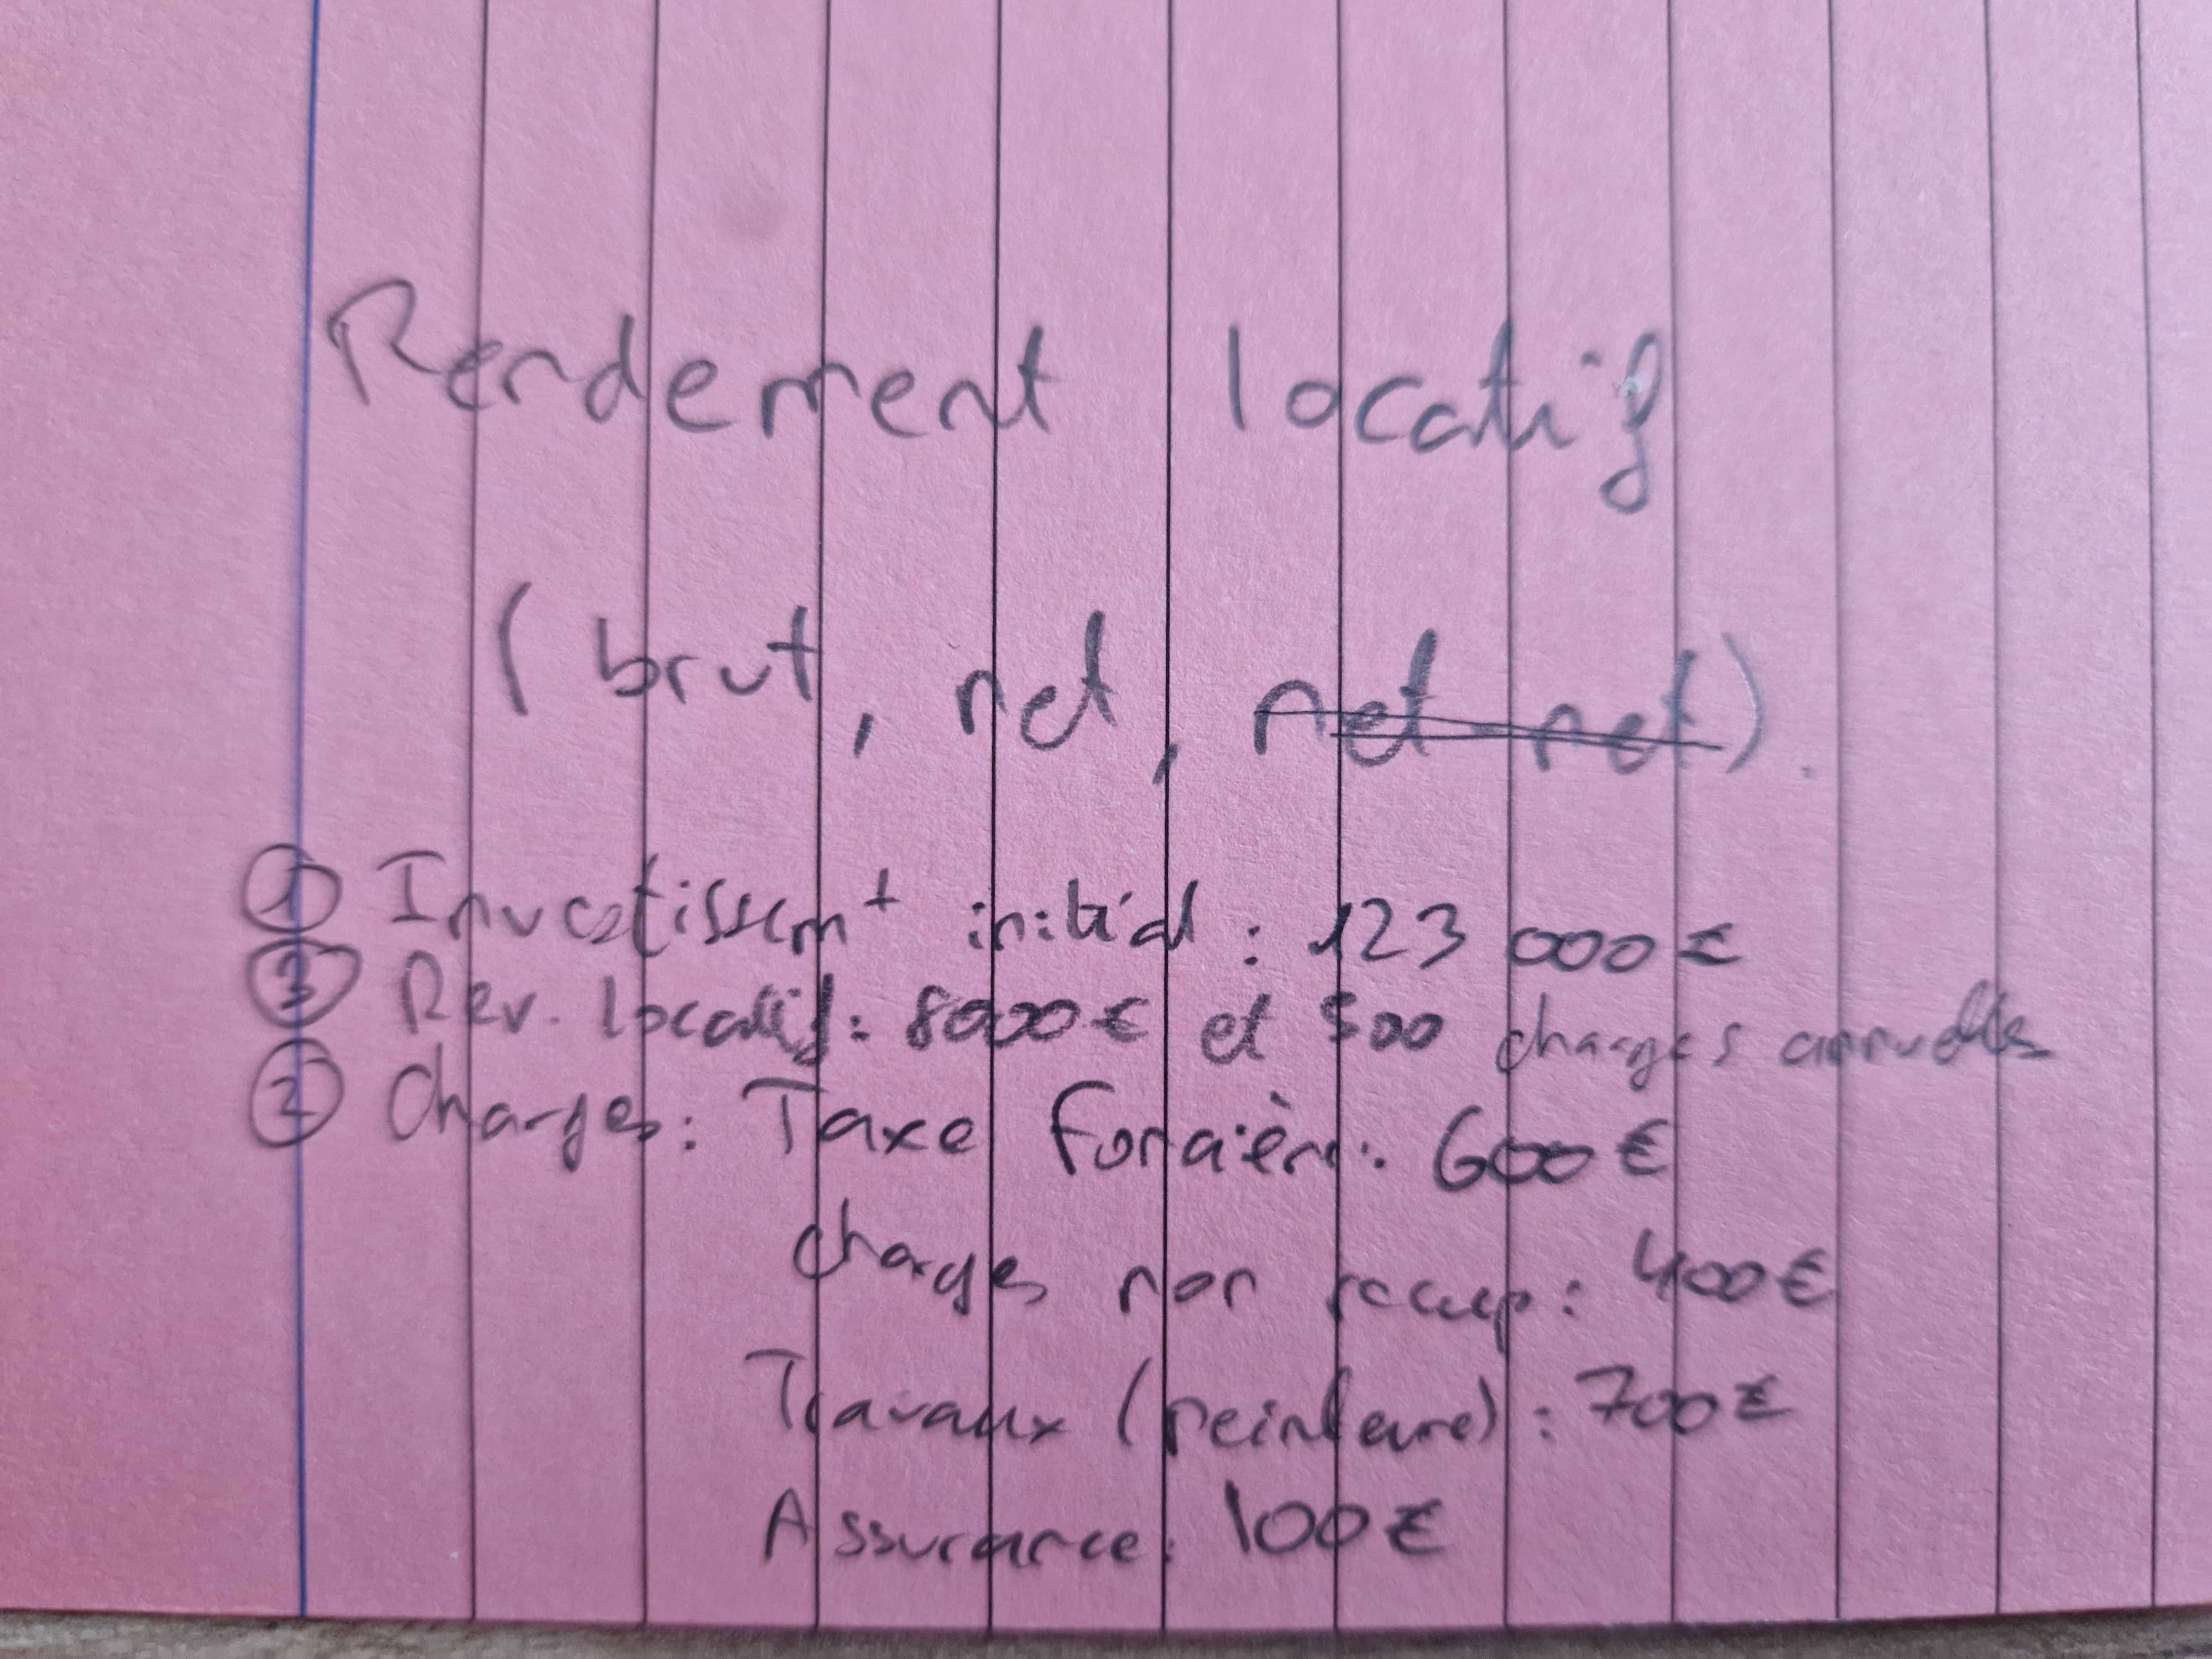 Rendement locatif
(brut, net, net-net).
① Investissem^t initial : 123 000 €
③ Rev. locatif : 8000 € et 500 charges annuelles
② Charges : Taxe Foncière : 600 €
charges non récup : 400 €
Travaux (peinture) : 700 €
Assurance : 100 €